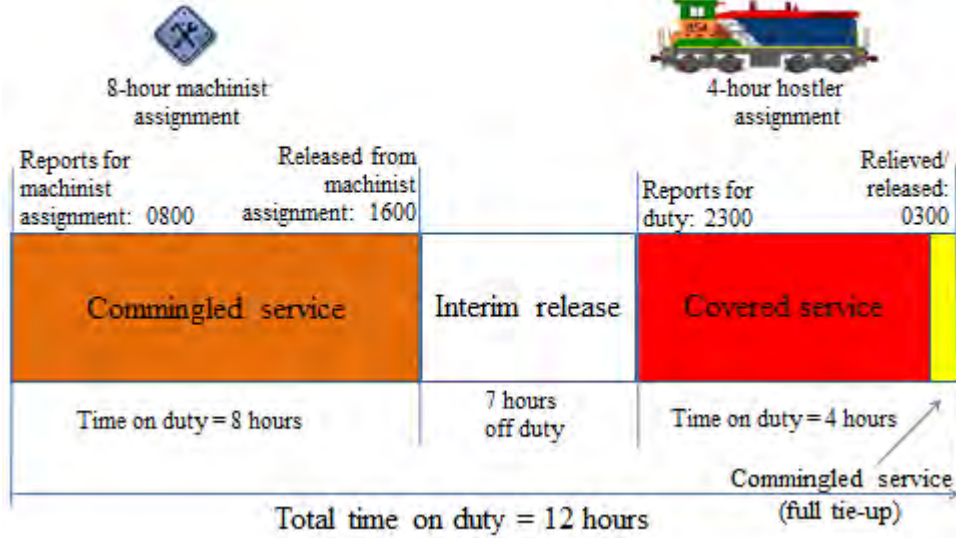 8-hour machinist
assignment
4-hour hostler
assignment
Reports for
machinist
assignment: 0800
Released from
machinist
assignment: 1600
Reports for
duty: 2300
Relieved/
released:
0300
Commingled service
Interim release
Covered service
Time on duty = 8 hours
7 hours
off duty
Time on duty = 4 hours
Commingled service
(full tie-up)
Total time on duty = 12 hours